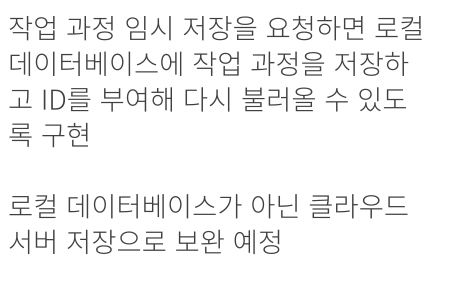 작업 과정 임시 저장을 요청하면 로컬
데이터베이스에 작업 과정을 저장하
고 ID를 부여해 다시 불러올 수 있도
록 구현
로컬 데이터베이스가 아닌 클라우드
서버 저장으로 보완 예정